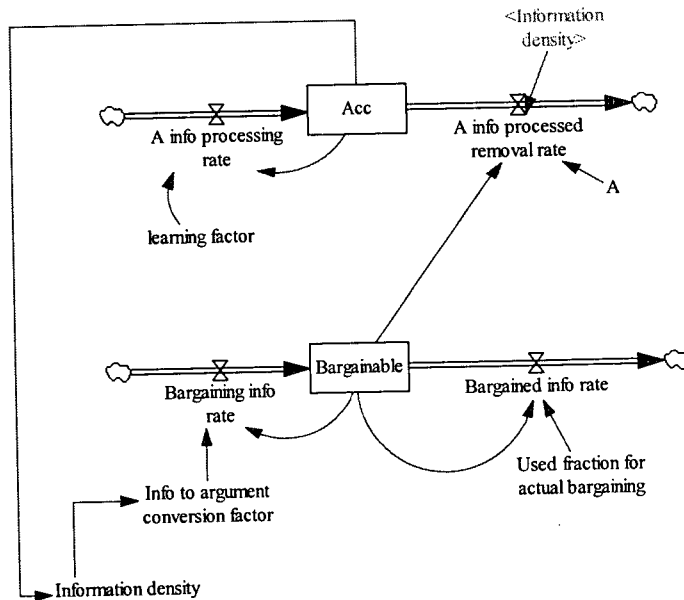 <Information
density>
Acc
A info processing
rate
A info processed
removal rate
A
learning factor
Bargainable
Bargaining info
rate
Bargained info rate
Info to argument
conversion factor
Used fraction for
actual bargaining
Information density